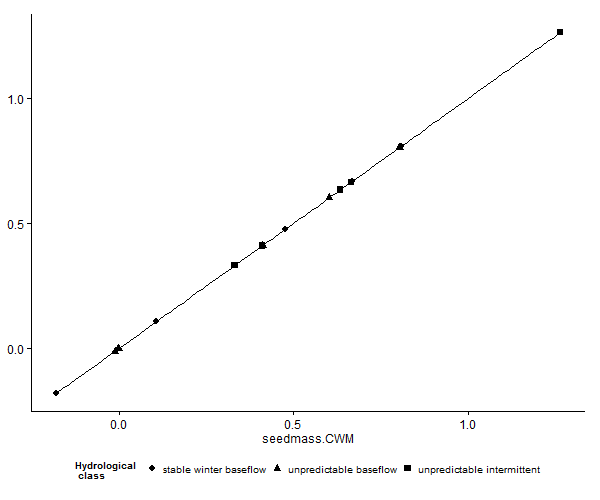 1.0
0.5
0.0
0.0 0.5 1.0
seedmass.CWM
Hydrological
class
stable winter baseflow unpredictable baseflow unpredictable intermittent